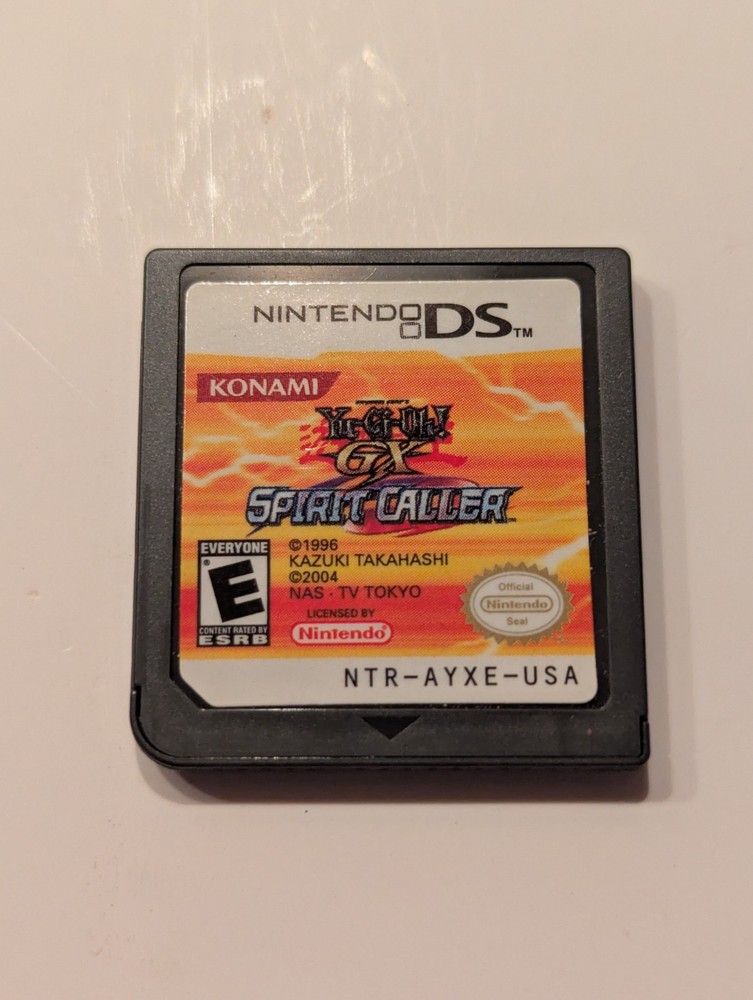 NINTENDO DS™
KONAMI
Yu-Gi-Oh!
GX
SPIRIT CALLER
EVERYONE
E
CONTENT RATED BY
ESRB
©1996
KAZUKI TAKAHASHI
©2004
NAS · TV TOKYO
LICENSED BY
Nintendo®
Official
Nintendo
Seal
NTR-AYXE-USA